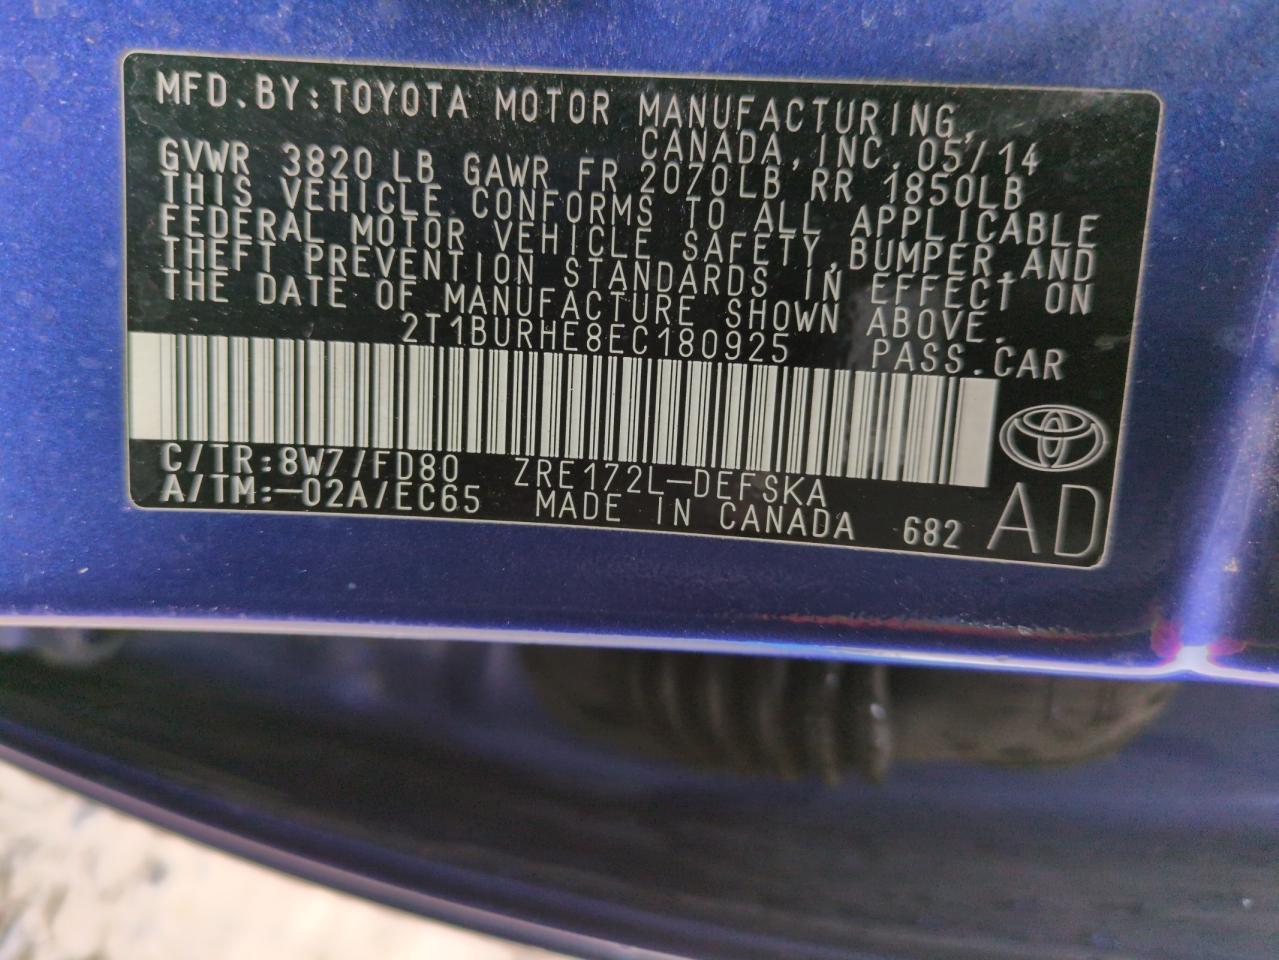 MFD.BY:TOYOTA MOTOR MANUFACTURING,
CANADA,INC. 05/14
GVWR 3820 LB GAWR FR 2070LB RR 1850LB
THIS VEHICLE CONFORMS TO ALL APPLICABLE
FEDERAL MOTOR VEHICLE SAFETY,BUMPER,AND
THEFT PREVENTION STANDARDS IN EFFECT ON
THE DATE OF MANUFACTURE SHOWN ABOVE.
2T1BURHE8EC180925 PASS.CAR
C/TR:8W7/FD80 ZRE172L-DEFSKA
A/TM:-02A/EC65 MADE IN CANADA 682 AD